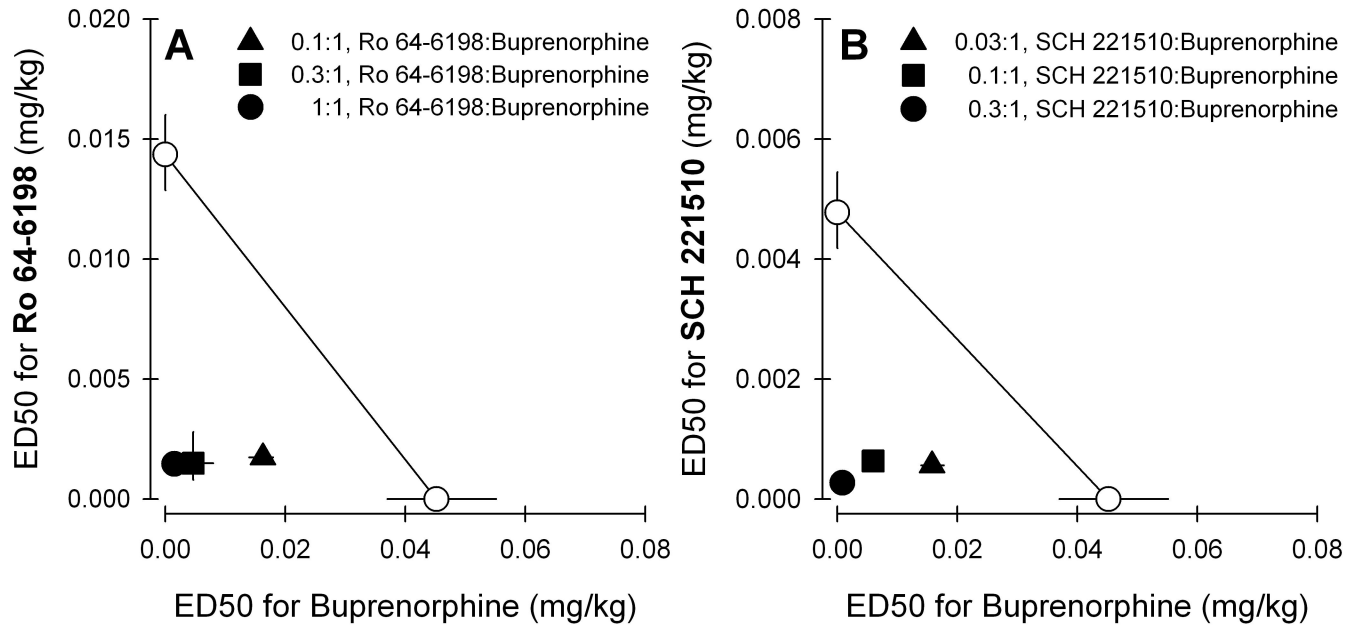 A
0.1:1, Ro 64-6198:Buprenorphine
0.3:1, Ro 64-6198:Buprenorphine
1:1, Ro 64-6198:Buprenorphine
ED50 for Ro 64-6198 (mg/kg)
0.020
0.015
0.010
0.005
0.000
0.00 0.02 0.04 0.06 0.08
ED50 for Buprenorphine (mg/kg)
B
0.03:1, SCH 221510:Buprenorphine
0.1:1, SCH 221510:Buprenorphine
0.3:1, SCH 221510:Buprenorphine
ED50 for SCH 221510 (mg/kg)
0.008
0.006
0.004
0.002
0.000
0.00 0.02 0.04 0.06 0.08
ED50 for Buprenorphine (mg/kg)